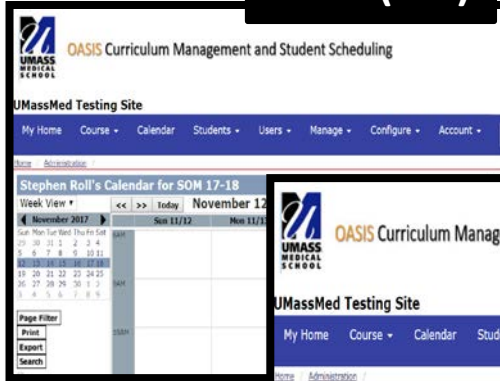 UMASS
MEDICAL
SCHOOL
OASIS Curriculum Management and Student Scheduling
UMassMed Testing Site
My Home Course Calendar Students Users Manage Configure Account
Home / Administration /
Stephen Roll's Calendar for SOM 17-18
Week View << >> Today November 12
November 2017 Sun 11/12 Mon 11/13
Sun Mon Tue Wed Thu Fri Sat
29 30 31 1 2 3 4
5 6 7 8 9 10 11
12 13 14 15 16 17 18
19 20 21 22 23 24 25
26 27 28 29 30 1 2
3 4 5 6 7 8 9
Page Filter
Print
Export
Search
UMASS
MEDICAL
SCHOOL
OASIS Curriculum Manag
UMassMed Testing Site
My Home Course Calendar Stud
Home / Administration /